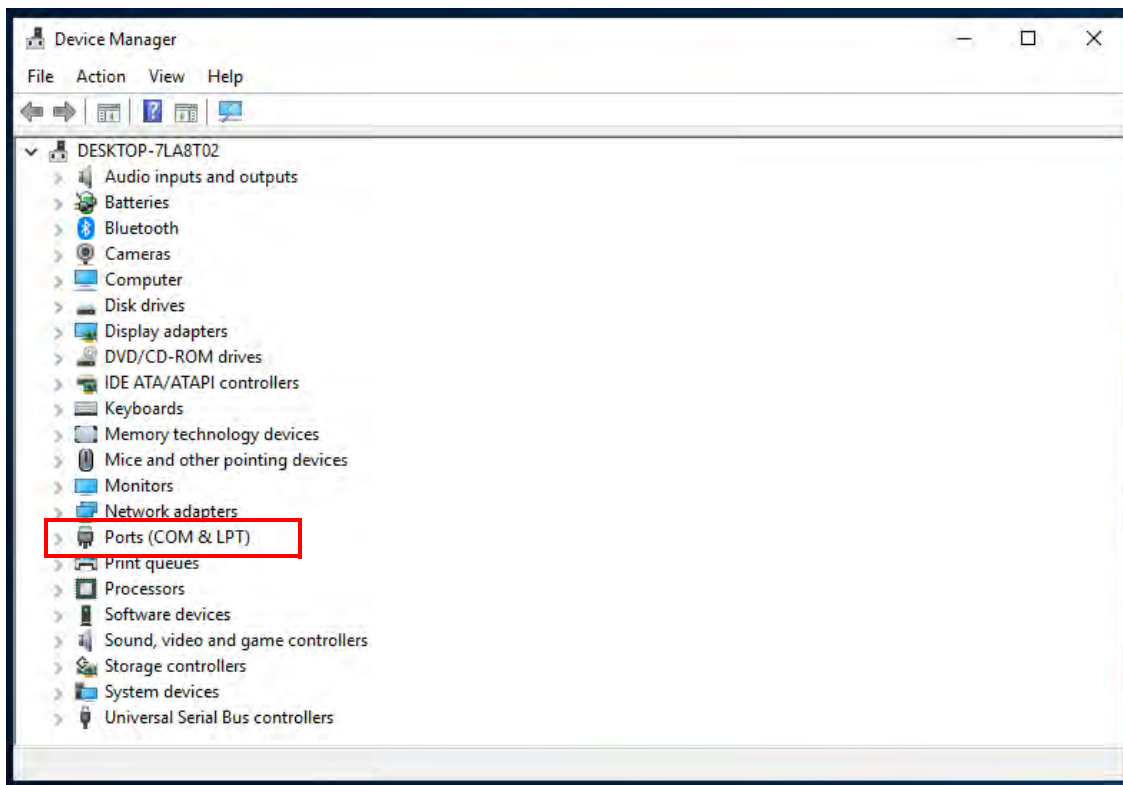 Device Manager
File Action View Help
DESKTOP-7LA8T02
Audio inputs and outputs
Batteries
Bluetooth
Cameras
Computer
Disk drives
Display adapters
DVD/CD-ROM drives
IDE ATA/ATAPI controllers
Keyboards
Memory technology devices
Mice and other pointing devices
Monitors
Network adapters
Ports (COM & LPT)
Print queues
Processors
Software devices
Sound, video and game controllers
Storage controllers
System devices
Universal Serial Bus controllers